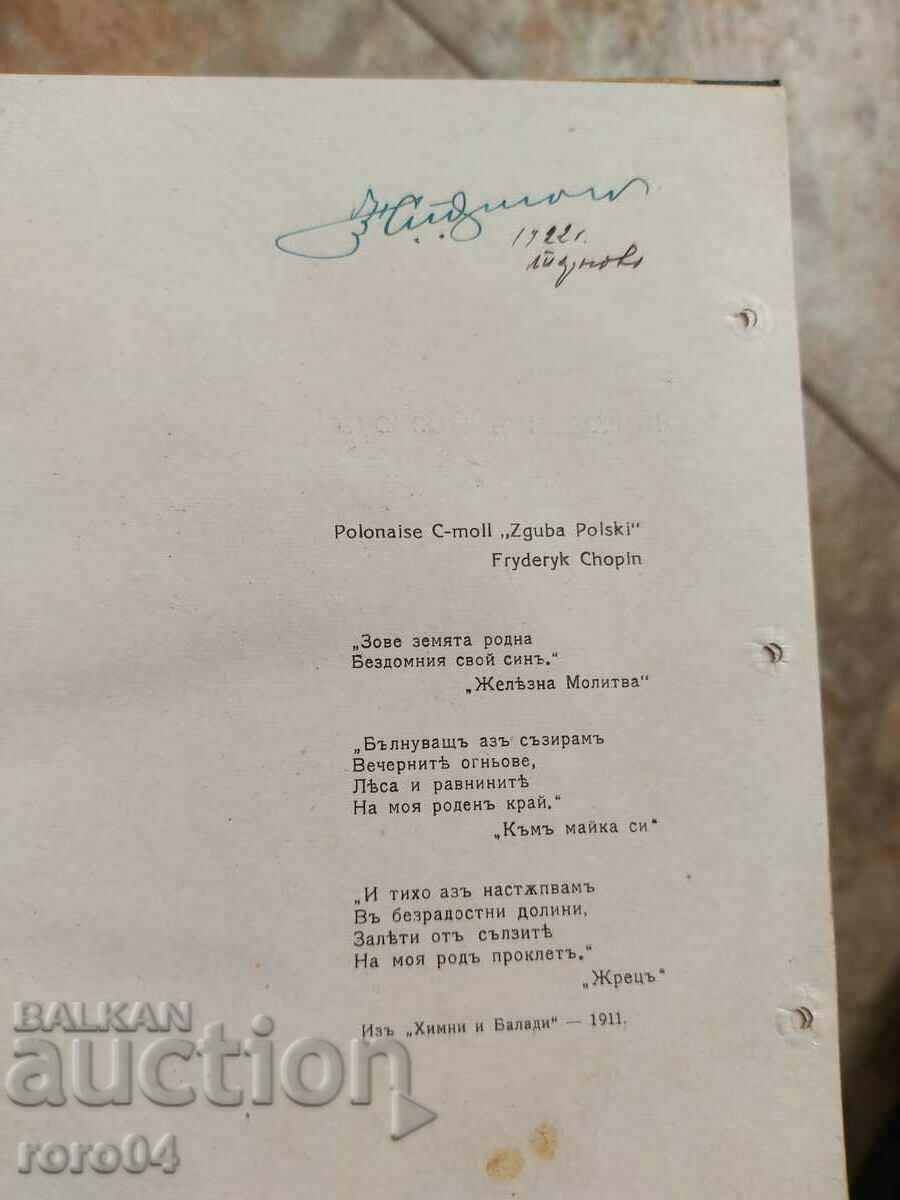 1922 г.
Polonaise C-moll „Zguba Polski“
Fryderyk Chopin
„Зове земята родна
Бездомния свой синъ.“
„Желѣзна Молитва“
„Бълнуващъ азъ съзирамъ
Вечернитѣ огньове,
Лѣса и равнинитѣ
На моя роденъ край.“
„Къмъ майка си“
„И тихо азъ настѫпвамъ
Въ безрадостни долини,
Залѣти отъ сълзитѣ
На моя родъ проклетъ.“
„Жрецъ“
Изъ „Химни и Балади“ — 1911.
BALKAN
auction
roro04